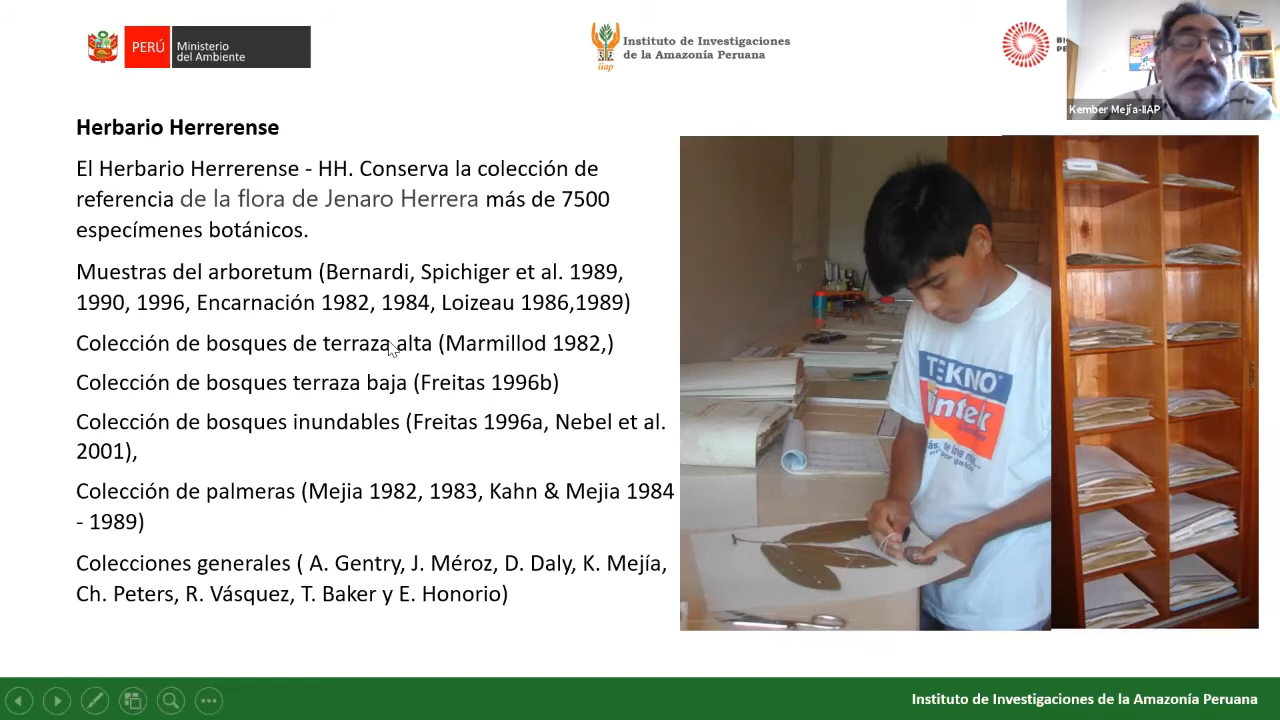 PERÚ
Ministerio
del Ambiente
iiap
Instituto de Investigaciones
de la Amazonía Peruana
Kember Mejía-IIAP
Herbario Herrerense
El Herbario Herrerense - HH. Conserva la colección de
referencia de la flora de Jenaro Herrera más de 7500
especímenes botánicos.
Muestras del arboretum (Bernardi, Spichiger et al. 1989,
1990, 1996, Encarnación 1982, 1984, Loizeau 1986,1989)
Colección de bosques de terraza alta (Marmillod 1982,)
Colección de bosques terraza baja (Freitas 1996b)
Colección de bosques inundables (Freitas 1996a, Nebel et al.
2001),
Colección de palmeras (Mejia 1982, 1983, Kahn & Mejia 1984
- 1989)
Colecciones generales ( A. Gentry, J. Méroz, D. Daly, K. Mejía,
Ch. Peters, R. Vásquez, T. Baker y E. Honorio)
TEKNO
Instituto de Investigaciones de la Amazonía Peruana